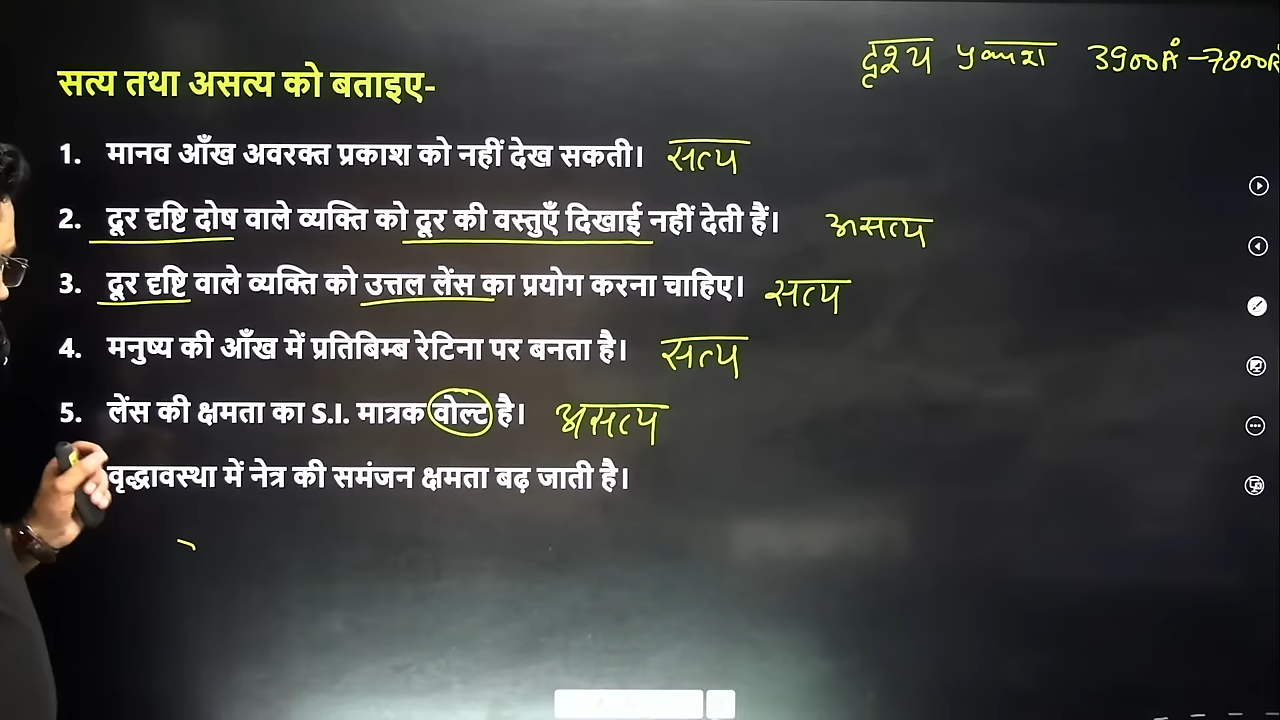 दृश्य प्रकाश 3900Å-7800Å
सत्य तथा असत्य को बताइए-
1. मानव आँख अवरक्त प्रकाश को नहीं देख सकती। सत्य
2. दूर दृष्टि दोष वाले व्यक्ति को दूर की वस्तुएँ दिखाई नहीं देती हैं। असत्य
3. दूर दृष्टि वाले व्यक्ति को उत्तल लेंस का प्रयोग करना चाहिए। सत्य
4. मनुष्य की आँख में प्रतिबिम्ब रेटिना पर बनता है। सत्य
5. लेंस की क्षमता का S.I. मात्रक वोल्ट है। असत्य
वृद्धावस्था में नेत्र की समंजन क्षमता बढ़ जाती है।